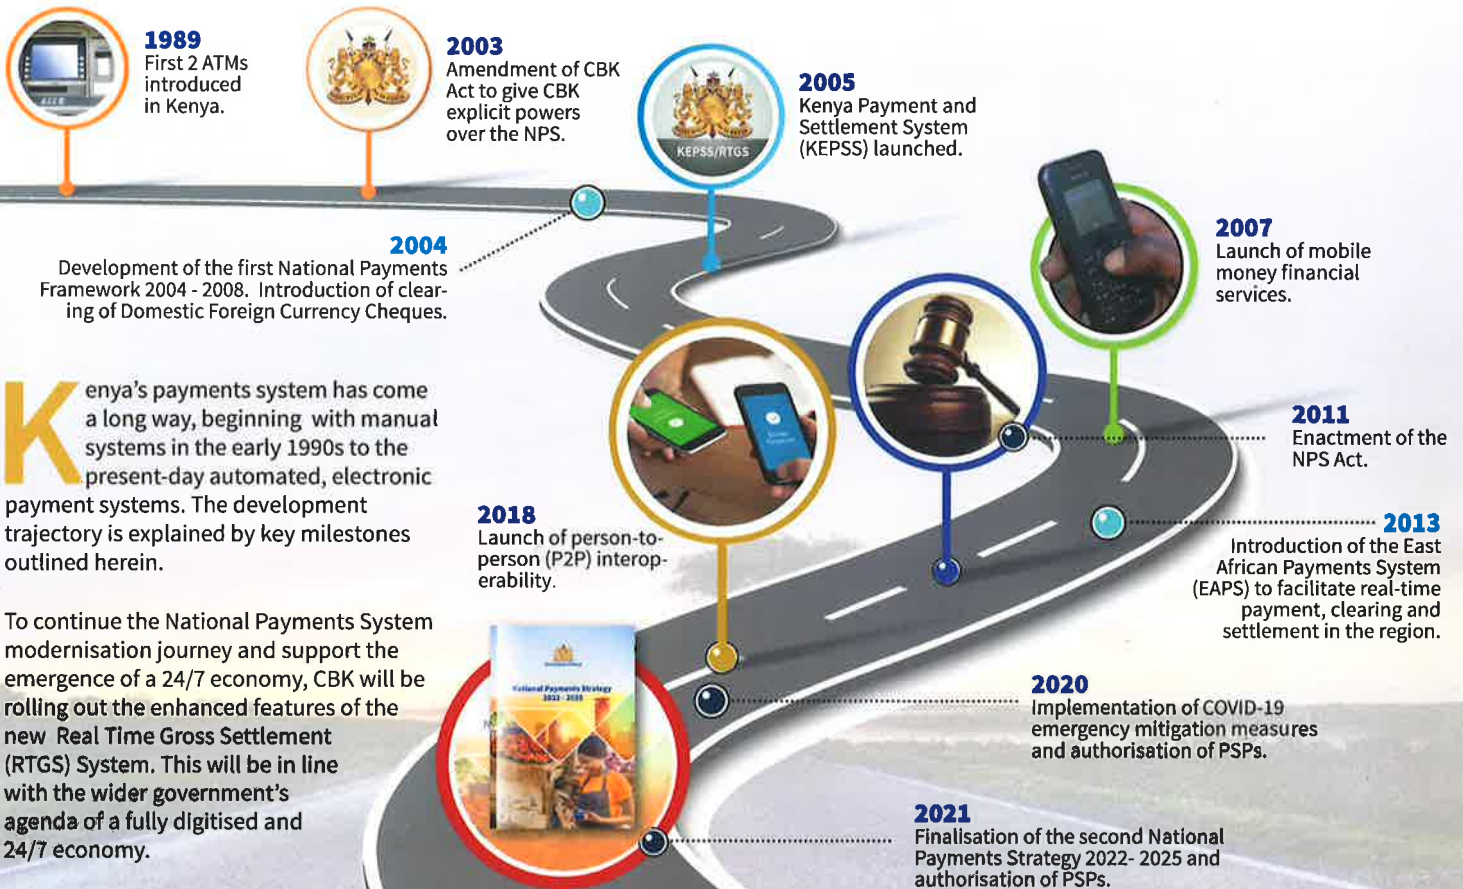 1989
First 2 ATMs
introduced
in Kenya.
2003
Amendment of CBK
Act to give CBK
explicit powers
over the NPS.
KEPSS/RTGS
2005
Kenya Payment and
Settlement System
(KEPSS) launched.
2004
Development of the first National Payments
Framework 2004 - 2008. Introduction of clear-
ing of Domestic Foreign Currency Cheques.
2007
Launch of mobile
money financial
services.
Kenya's payments system has come
a long way, beginning with manual
systems in the early 1990s to the
present-day automated, electronic
payment systems. The development
trajectory is explained by key milestones
outlined herein.
To continue the National Payments System
modernisation journey and support the
emergence of a 24/7 economy, CBK will be
rolling out the enhanced features of the
new Real Time Gross Settlement
(RTGS) System. This will be in line
with the wider government's
agenda of a fully digitised and
24/7 economy.
2011
Enactment of the
NPS Act.
2013
Introduction of the East
African Payments System
(EAPS) to facilitate real-time
payment, clearing and
settlement in the region.
2018
Launch of person-to-
person (P2P) interop-
erability.
National Payments Strategy
2022 - 2025
2020
Implementation of COVID-19
emergency mitigation measures
and authorisation of PSPs.
2021
Finalisation of the second National
Payments Strategy 2022- 2025 and
authorisation of PSPs.